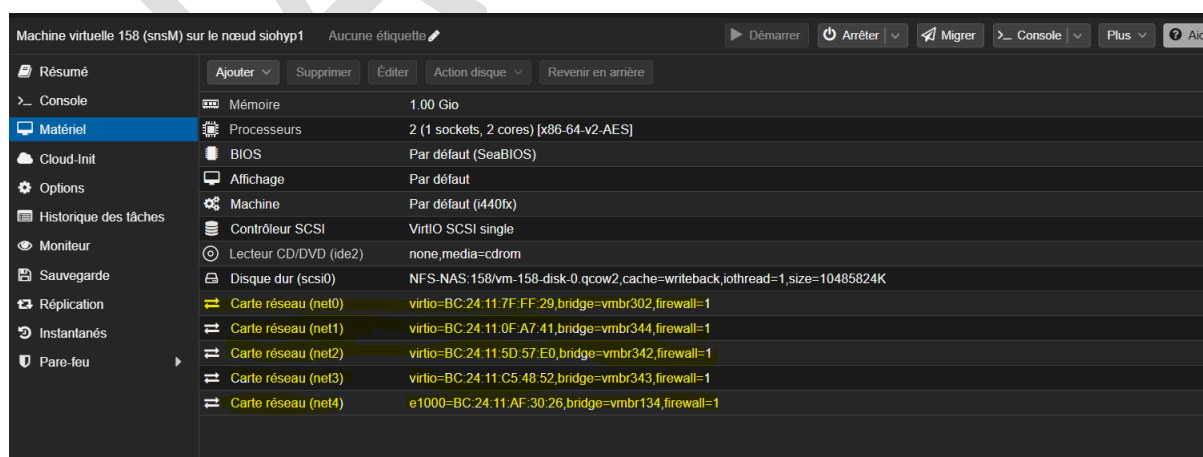 Machine virtuelle 158 (snsM) sur le nœud siohyp1 Aucune étiquette Démarrer Arrêter Migrer >_ Console Plus
Résumé
>_ Console
Matériel
Cloud-Init
Options
Historique des tâches
Moniteur
Sauvegarde
Réplication
Instantanés
Pare-feu
Ajouter Supprimer Éditer Action disque Revenir en arrière
Mémoire 1.00 Gio
Processeurs 2 (1 sockets, 2 cores) [x86-64-v2-AES]
BIOS Par défaut (SeaBIOS)
Affichage Par défaut
Machine Par défaut (i440fx)
Contrôleur SCSI VirtIO SCSI single
Lecteur CD/DVD (ide2) none,media=cdrom
Disque dur (scsi0) NFS-NAS:158/vm-158-disk-0.qcow2,cache=writeback,iothread=1,size=10485824K
Carte réseau (net0) virtio=BC:24:11:7F:FF:29,bridge=vmbr302,firewall=1
Carte réseau (net1) virtio=BC:24:11:0F:A7:41,bridge=vmbr344,firewall=1
Carte réseau (net2) virtio=BC:24:11:5D:57:E0,bridge=vmbr342,firewall=1
Carte réseau (net3) virtio=BC:24:11:C5:48:52,bridge=vmbr343,firewall=1
Carte réseau (net4) e1000=BC:24:11:AF:30:26,bridge=vmbr134,firewall=1